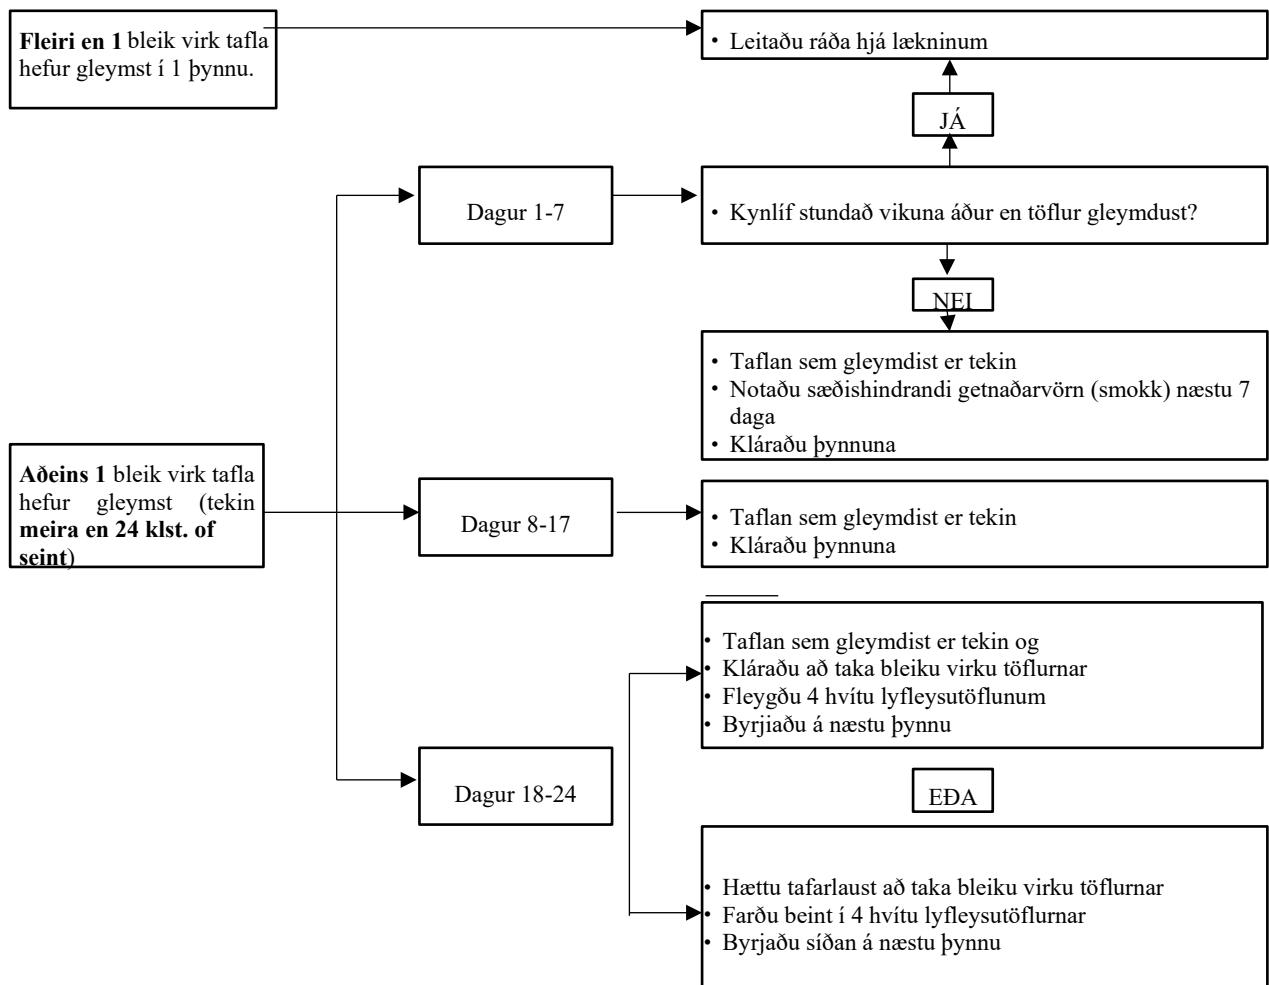 Fleiri en 1 bleik virk tafla
hefur gleymst í 1 þynnu.
• Leitaðu ráða hjá lækninum
JÁ
Dagur 1-7
• Kynlíf stundað vikuna áður en töflur gleymdust?
NEI
• Taflan sem gleymdist er tekin
• Notaðu sæðishindrandi getnaðarvörn (smokk) næstu 7
daga
• Kláraðu þynnuna
Aðeins 1 bleik virk tafla
hefur gleymst (tekin
meira en 24 klst. of
seint)
Dagur 8-17
• Taflan sem gleymdist er tekin
• Kláraðu þynnuna
Dagur 18-24
• Taflan sem gleymdist er tekin og
• Kláraðu að taka bleiku virku töflurnar
• Fleygðu 4 hvítu lyfleysutöflunum
• Byrjiaðu á næstu þynnu
EÐA
• Hættu tafarlaust að taka bleiku virku töflurnar
• Farðu beint í 4 hvítu lyfleysutöflurnar
• Byrjaðu síðan á næstu þynnu